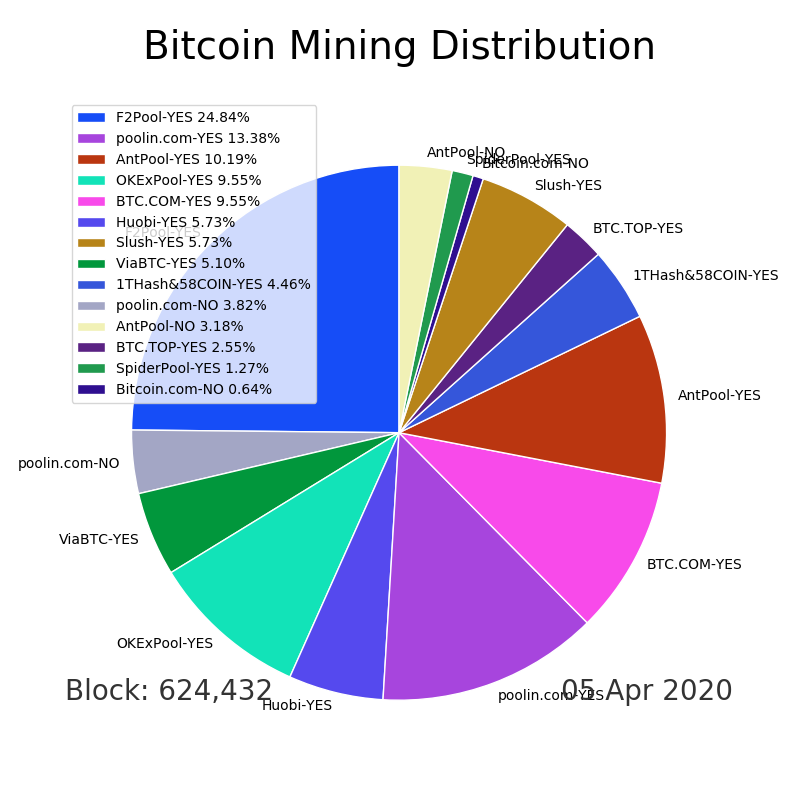 Bitcoin Mining Distribution
F2Pool-YES 24.84%
poolin.com-YES 13.38%
AntPool-YES 10.19%
OKExPool-YES 9.55%
BTC.COM-YES 9.55%
Huobi-YES 5.73%
Slush-YES 5.73%
ViaBTC-YES 5.10%
1THash&58COIN-YES 4.46%
poolin.com-NO 3.82%
AntPool-NO 3.18%
BTC.TOP-YES 2.55%
SpiderPool-YES 1.27%
Bitcoin.com-NO 0.64%
F2Pool-YES
AntPool-NO
SpiderPool-YES
Bitcoin.com-NO
Slush-YES
BTC.TOP-YES
1THash&58COIN-YES
AntPool-YES
BTC.COM-YES
poolin.com-YES
Huobi-YES
OKExPool-YES
ViaBTC-YES
poolin.com-NO
Block: 624,432
05 Apr 2020